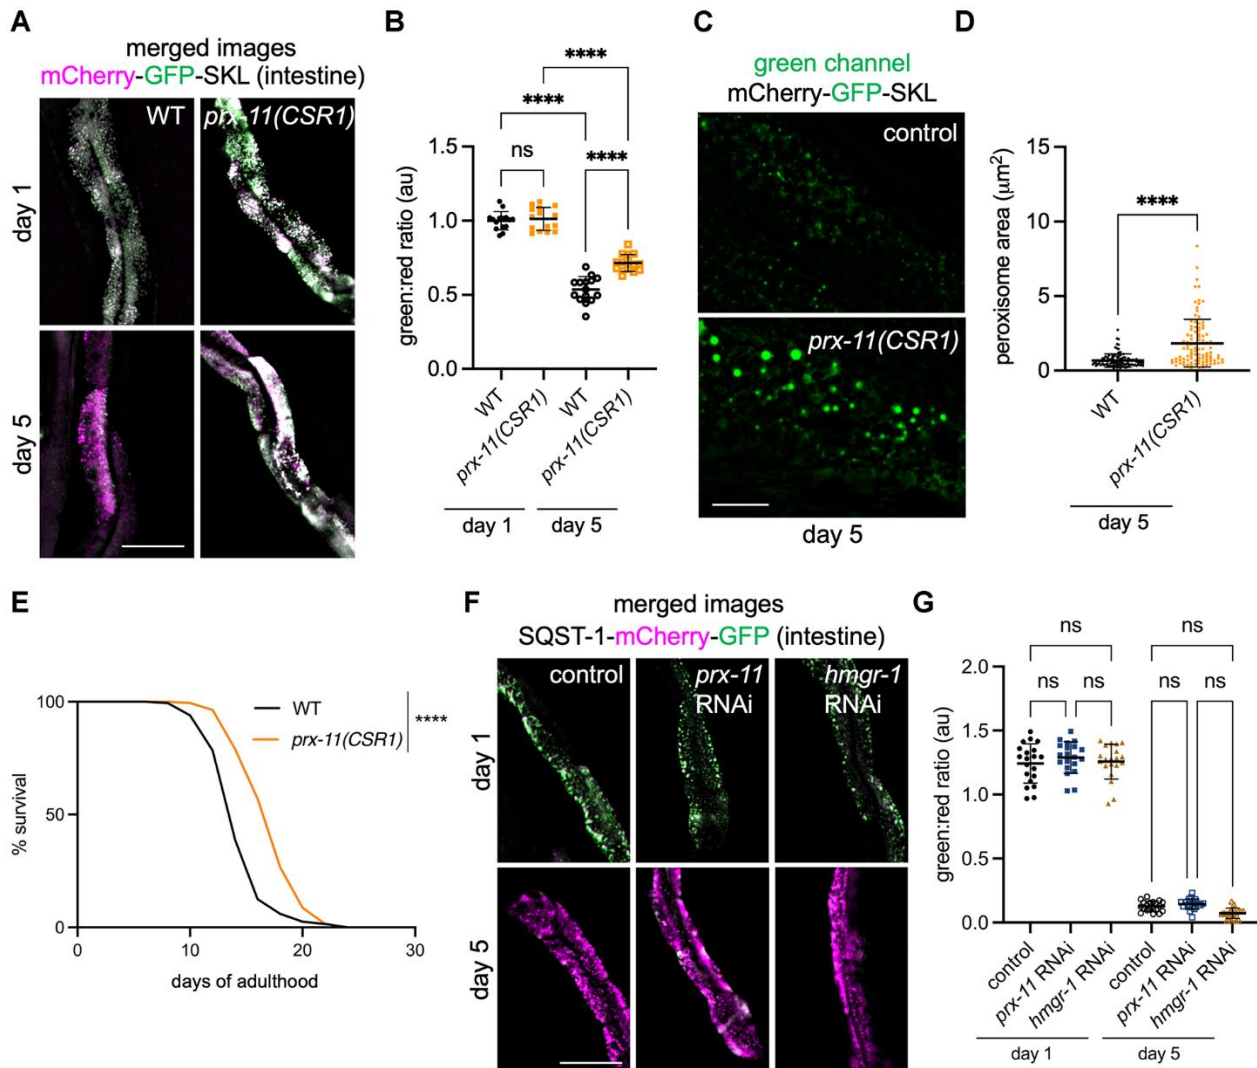 A
merged images
mCherry-GFP-SKL (intestine)
WT
prx-11(CSR1)
day 1
day 5
B
****
****
ns
****
green:red ratio (au)
1.5
1.0
0.5
0.0
WT
prx-11(CSR1)
WT
prx-11(CSR1)
day 1
day 5
C
green channel
mCherry-GFP-SKL
control
prx-11(CSR1)
day 5
D
****
peroxisome area (μm²)
15
10
5
0
WT
prx-11(CSR1)
day 5
E
% survival
100
50
0
0
10
20
30
days of adulthood
WT
prx-11(CSR1)
****
F
merged images
SQST-1-mCherry-GFP (intestine)
control
prx-11
RNAi
hmgr-1
RNAi
day 1
day 5
G
ns
ns
ns
ns
ns
ns
green:red ratio (au)
2.0
1.5
1.0
0.5
0.0
control
prx-11 RNAi
hmgr-1 RNAi
control
prx-11 RNAi
hmgr-1 RNAi
day 1
day 5